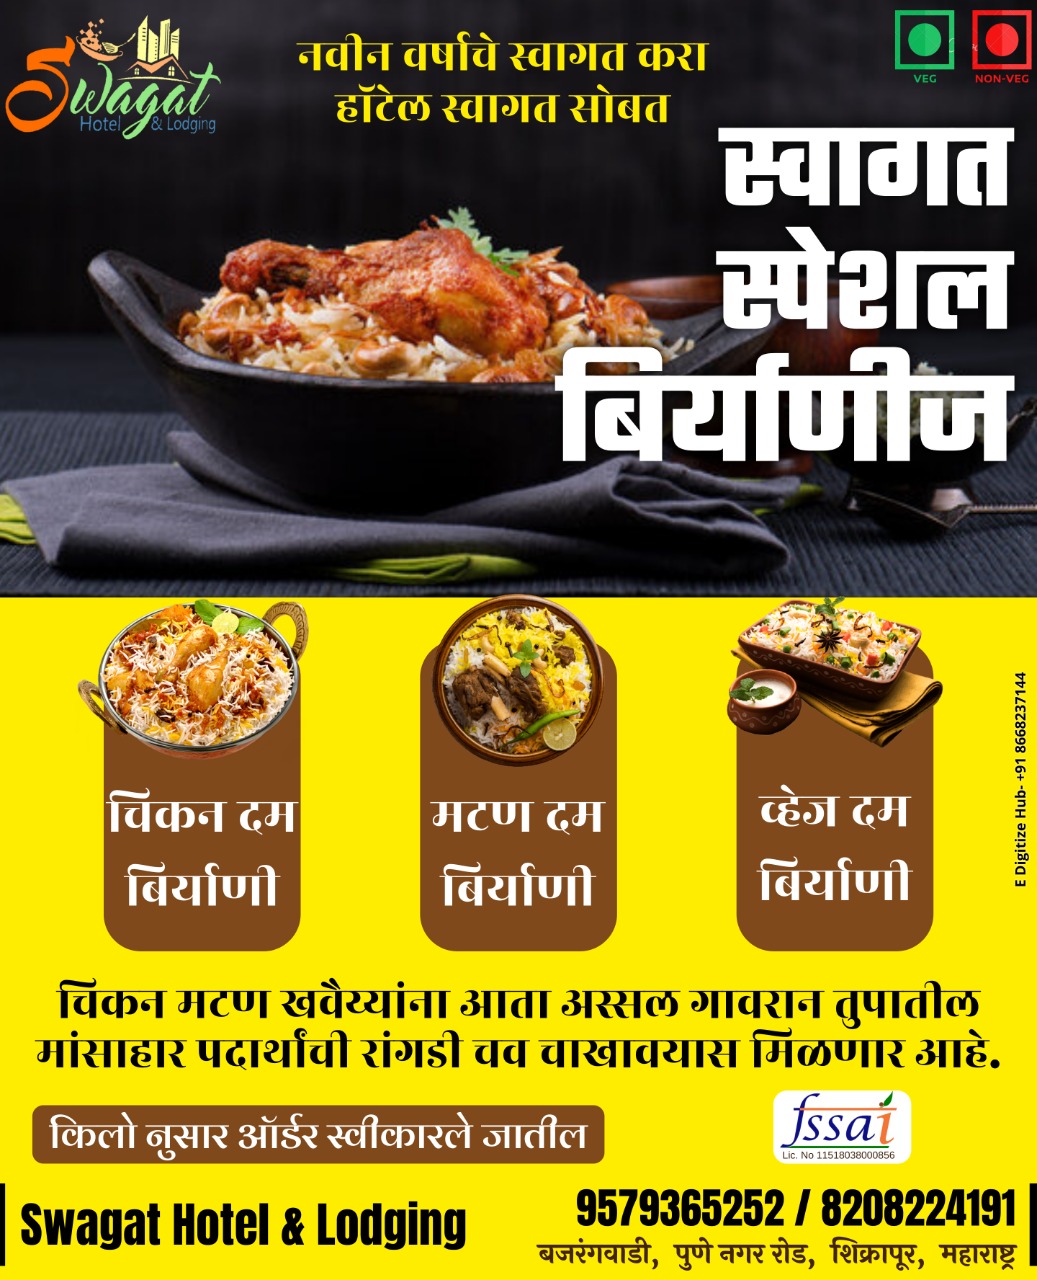 Swagat
Hotel & Lodging
नवीन वर्षाचे स्वागत करा
हॉटेल स्वागत सोबत
VEG
NON-VEG
स्वागत
स्पेशल
बिर्याणीज
चिकन दम
बिर्याणी
मटण दम
बिर्याणी
व्हेज दम
बिर्याणी
E Digitize Hub- +91 8668237144
चिकन मटण खवैय्यांना आता अस्सल गावरान तुपातील
मांसाहार पदार्थांची रांगडी चव चाखावयास मिळणार आहे.
किलो नुसार ऑर्डर स्वीकारले जातील
fssai
Lic. No 11518038000856
Swagat Hotel & Lodging
9579365252 / 8208224191
बजरंगवाडी, पुणे नगर रोड, शिक्रापूर, महाराष्ट्र